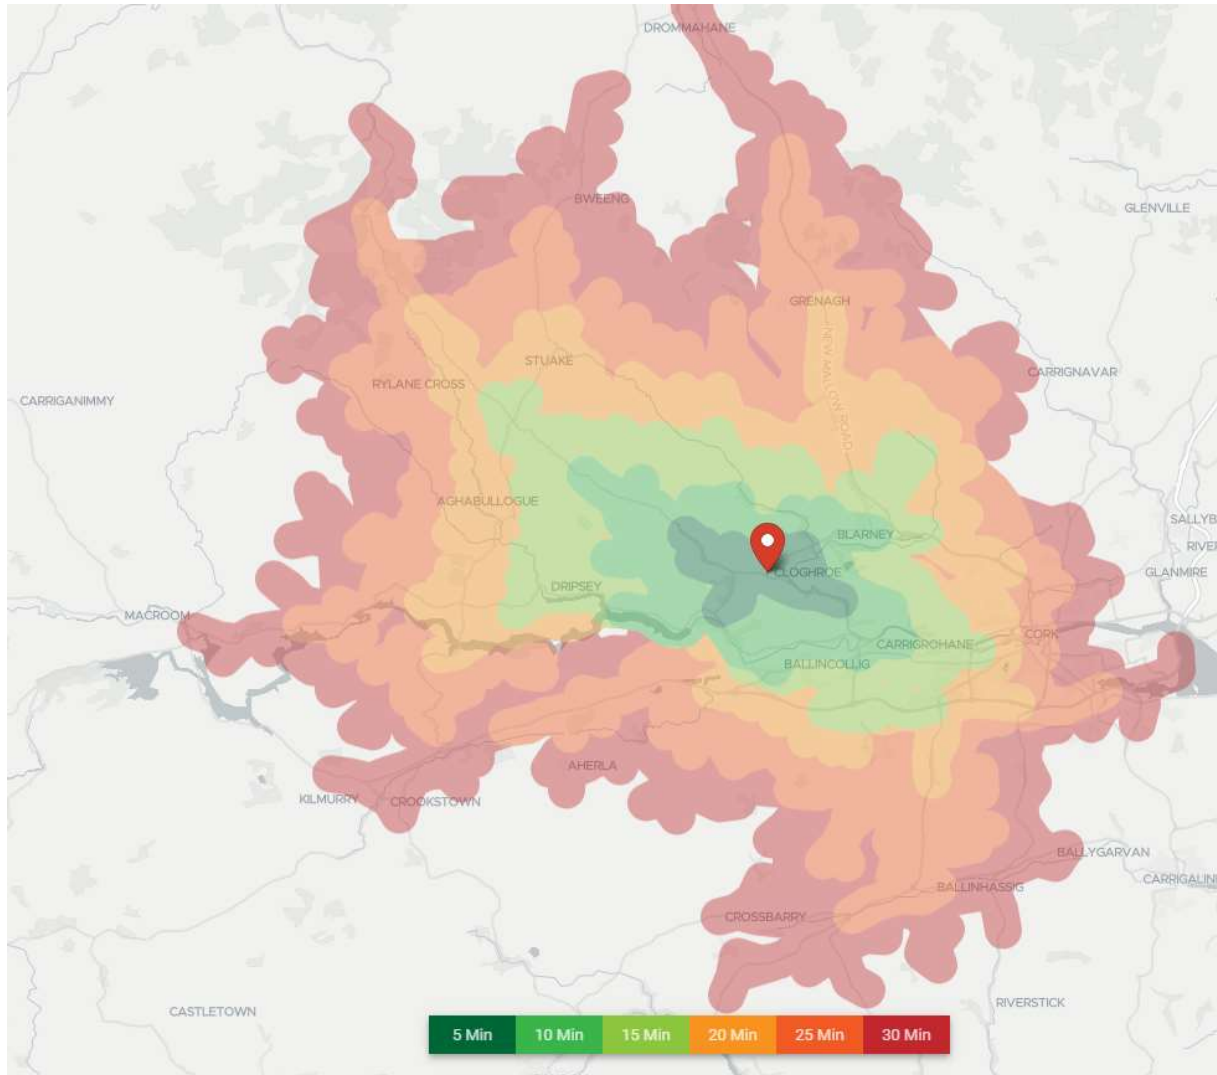 DROMMAHANE
BWEENG
GLENVILLE
GRENAGH
NEW MALLOW ROAD
STUAKE
CARRIGNAVAR
RYLANE CROSS
CARRIGANIMMY
AGHABULLOGUE
SALLYB
BLARNEY
RIVER
CLOGHROE
GLANMIRE
DRIPSEY
MACROOM
CORK
CARRIGROHANE
BALLINCOLLIG
AHERLA
KILMURRY
CROOKSTOWN
BALLYGARVAN
CARRIGALIN
BALLINHASSIG
CROSSBARRY
RIVERSTICK
CASTLETOWN
5 Min 10 Min 15 Min 20 Min 25 Min 30 Min